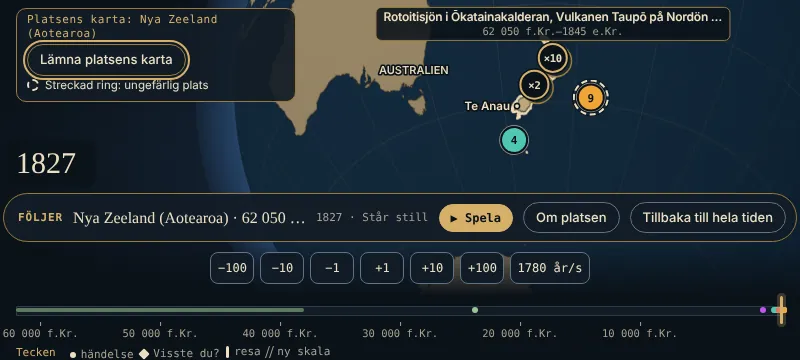 Platsens karta: Nya Zeeland
(Aotearoa)
Lämna platsens karta
Streckad ring: ungefärlig plats
Rotoitisjön i Ōkatainakalderan, Vulkanen Taupō på Nordön ...
62 050 f.Kr.–1845 e.Kr.
×10
AUSTRALIEN
×2
9
Te Anau
4
1827
FÖLJER Nya Zeeland (Aotearoa) · 62 050 ... 1827 · Står still ▶ Spela Om platsen Tillbaka till hela tiden
−100 −10 −1 +1 +10 +100 1780 år/s
60 000 f.Kr. 50 000 f.Kr. 40 000 f.Kr. 30 000 f.Kr. 20 000 f.Kr. 10 000 f.Kr.
Tecken händelse Visste du? resa // ny skala